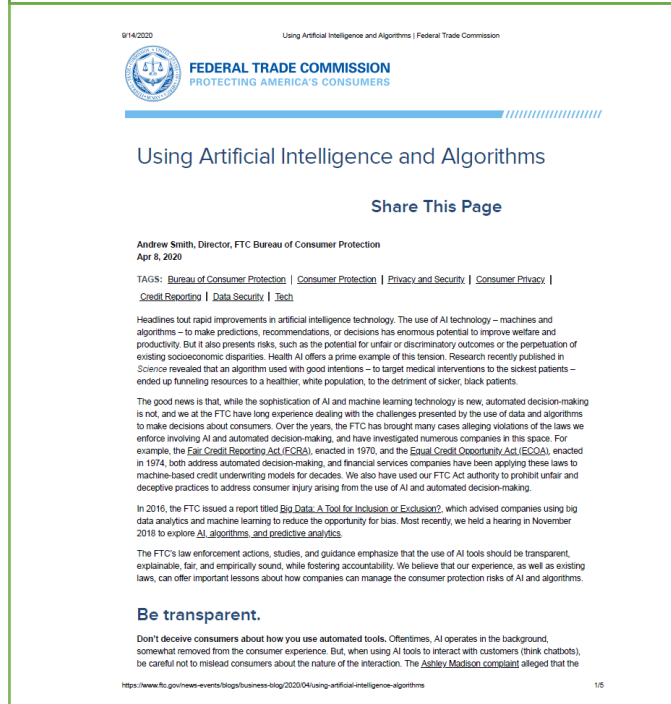 9/14/2020 Using Artificial Intelligence and Algorithms | Federal Trade Commission
FEDERAL TRADE COMMISSION
PROTECTING AMERICA'S CONSUMERS
Using Artificial Intelligence and Algorithms
Share This Page
Andrew Smith, Director, FTC Bureau of Consumer Protection
Apr 8, 2020
TAGS: Bureau of Consumer Protection | Consumer Protection | Privacy and Security | Consumer Privacy |
Credit Reporting | Data Security | Tech
Headlines tout rapid improvements in artificial intelligence technology. The use of AI technology – machines and
algorithms – to make predictions, recommendations, or decisions has enormous potential to improve welfare and
productivity. But it also presents risks, such as the potential for unfair or discriminatory outcomes or the perpetuation of
existing socioeconomic disparities. Health AI offers a prime example of this tension. Research recently published in
Science revealed that an algorithm used with good intentions – to target medical interventions to the sickest patients –
ended up funneling resources to a healthier, white population, to the detriment of sicker, black patients.
The good news is that, while the sophistication of AI and machine learning technology is new, automated decision-making
is not, and we at the FTC have long experience dealing with the challenges presented by the use of data and algorithms
to make decisions about consumers. Over the years, the FTC has brought many cases alleging violations of the laws we
enforce involving AI and automated decision-making, and have investigated numerous companies in this space. For
example, the Fair Credit Reporting Act (FCRA), enacted in 1970, and the Equal Credit Opportunity Act (ECOA), enacted
in 1974, both address automated decision-making, and financial services companies have been applying these laws to
machine-based credit underwriting models for decades. We also have used our FTC Act authority to prohibit unfair and
deceptive practices to address consumer injury arising from the use of AI and automated decision-making.
In 2016, the FTC issued a report titled Big Data: A Tool for Inclusion or Exclusion?, which advised companies using big
data analytics and machine learning to reduce the opportunity for bias. Most recently, we held a hearing in November
2018 to explore AI, algorithms, and predictive analytics.
The FTC's law enforcement actions, studies, and guidance emphasize that the use of AI tools should be transparent,
explainable, fair, and empirically sound, while fostering accountability. We believe that our experience, as well as existing
laws, can offer important lessons about how companies can manage the consumer protection risks of AI and algorithms.
Be transparent.
Don't deceive consumers about how you use automated tools. Oftentimes, AI operates in the background,
somewhat removed from the consumer experience. But, when using AI tools to interact with customers (think chatbots),
be careful not to mislead consumers about the nature of the interaction. The Ashley Madison complaint alleged that the
https://www.ftc.gov/news-events/blogs/business-blog/2020/04/using-artificial-intelligence-algorithms 1/5